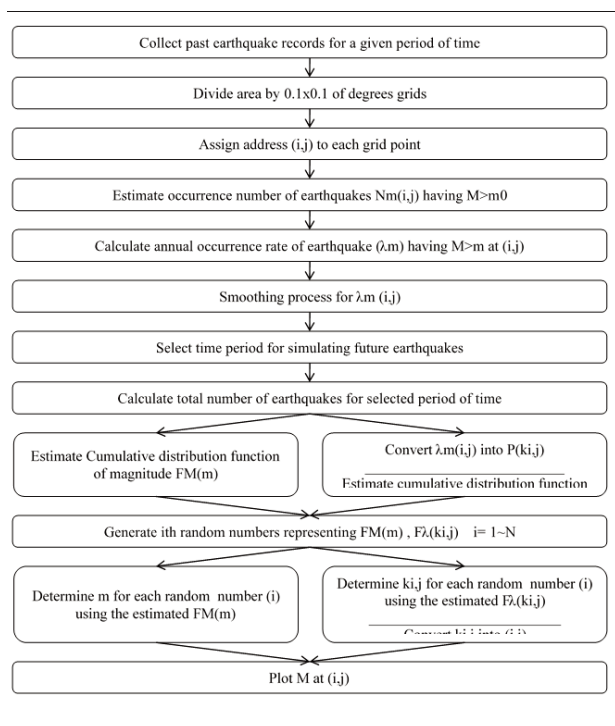 Collect past earthquake records for a given period of time
Divide area by 0.1x0.1 of degrees grids
Assign address (i,j) to each grid point
Estimate occurrence number of earthquakes Nm(i,j) having M>m0
Calculate annual occurrence rate of earthquake (λm) having M>m at (i,j)
Smoothing process for λm (i,j)
Select time period for simulating future earthquakes
Calculate total number of earthquakes for selected period of time
Estimate Cumulative distribution function
of magnitude FM(m)
Convert λm(i,j) into P(ki,j)
Estimate cumulative distribution function
Generate ith random numbers representing FM(m) , Fλ(ki,j) i= 1~N
Determine m for each random number (i)
using the estimated FM(m)
Determine ki,j for each random number (i)
using the estimated Fλ(ki,j)
Convert ki,j into (i,j)
Plot M at (i,j)